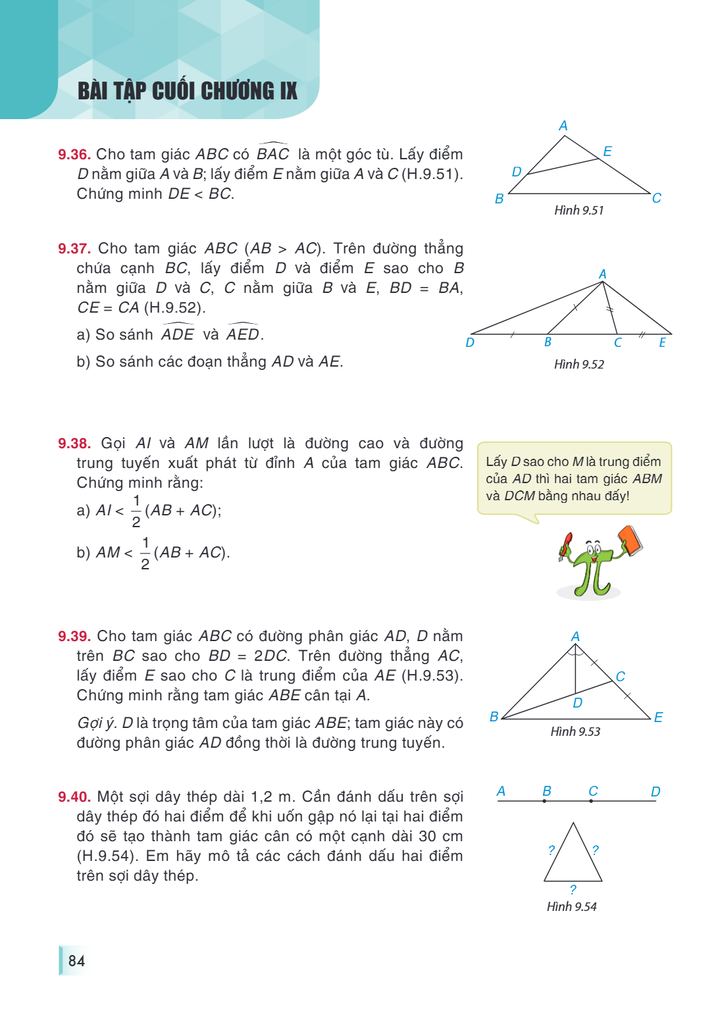 BÀI TẬP CUỐI CHƯƠNG IX
9.36. Cho tam giác ABC có BAC là một góc tù. Lấy điểm
D nằm giữa A và B; lấy điểm E nằm giữa A và C (H.9.51).
Chứng minh DE < BC.
A
E
D
B
C
Hình 9.51
9.37. Cho tam giác ABC (AB > AC). Trên đường thẳng
chứa cạnh BC, lấy điểm D và điểm E sao cho B
nằm giữa D và C, C nằm giữa B và E, BD = BA,
CE = CA (H.9.52).
a) So sánh ADE và AED.
b) So sánh các đoạn thẳng AD và AE.
A
D
B
C
E
Hình 9.52
9.38. Gọi AI và AM lần lượt là đường cao và đường
trung tuyến xuất phát từ đỉnh A của tam giác ABC.
Chứng minh rằng:
a) AI < 1/2 (AB + AC);
b) AM < 1/2 (AB + AC).
Lấy D sao cho M là trung điểm
của AD thì hai tam giác ABM
và DCM bằng nhau đấy!
9.39. Cho tam giác ABC có đường phân giác AD, D nằm
trên BC sao cho BD = 2DC. Trên đường thẳng AC,
lấy điểm E sao cho C là trung điểm của AE (H.9.53).
Chứng minh rằng tam giác ABE cân tại A.
Gợi ý. D là trọng tâm của tam giác ABE; tam giác này có
đường phân giác AD đồng thời là đường trung tuyến.
A
C
D
B
E
Hình 9.53
9.40. Một sợi dây thép dài 1,2 m. Cần đánh dấu trên sợi
dây thép đó hai điểm để khi uốn gập nó lại tại hai điểm
đó sẽ tạo thành tam giác cân có một cạnh dài 30 cm
(H.9.54). Em hãy mô tả các cách đánh dấu hai điểm
trên sợi dây thép.
A B C D
? ?
?
Hình 9.54
84